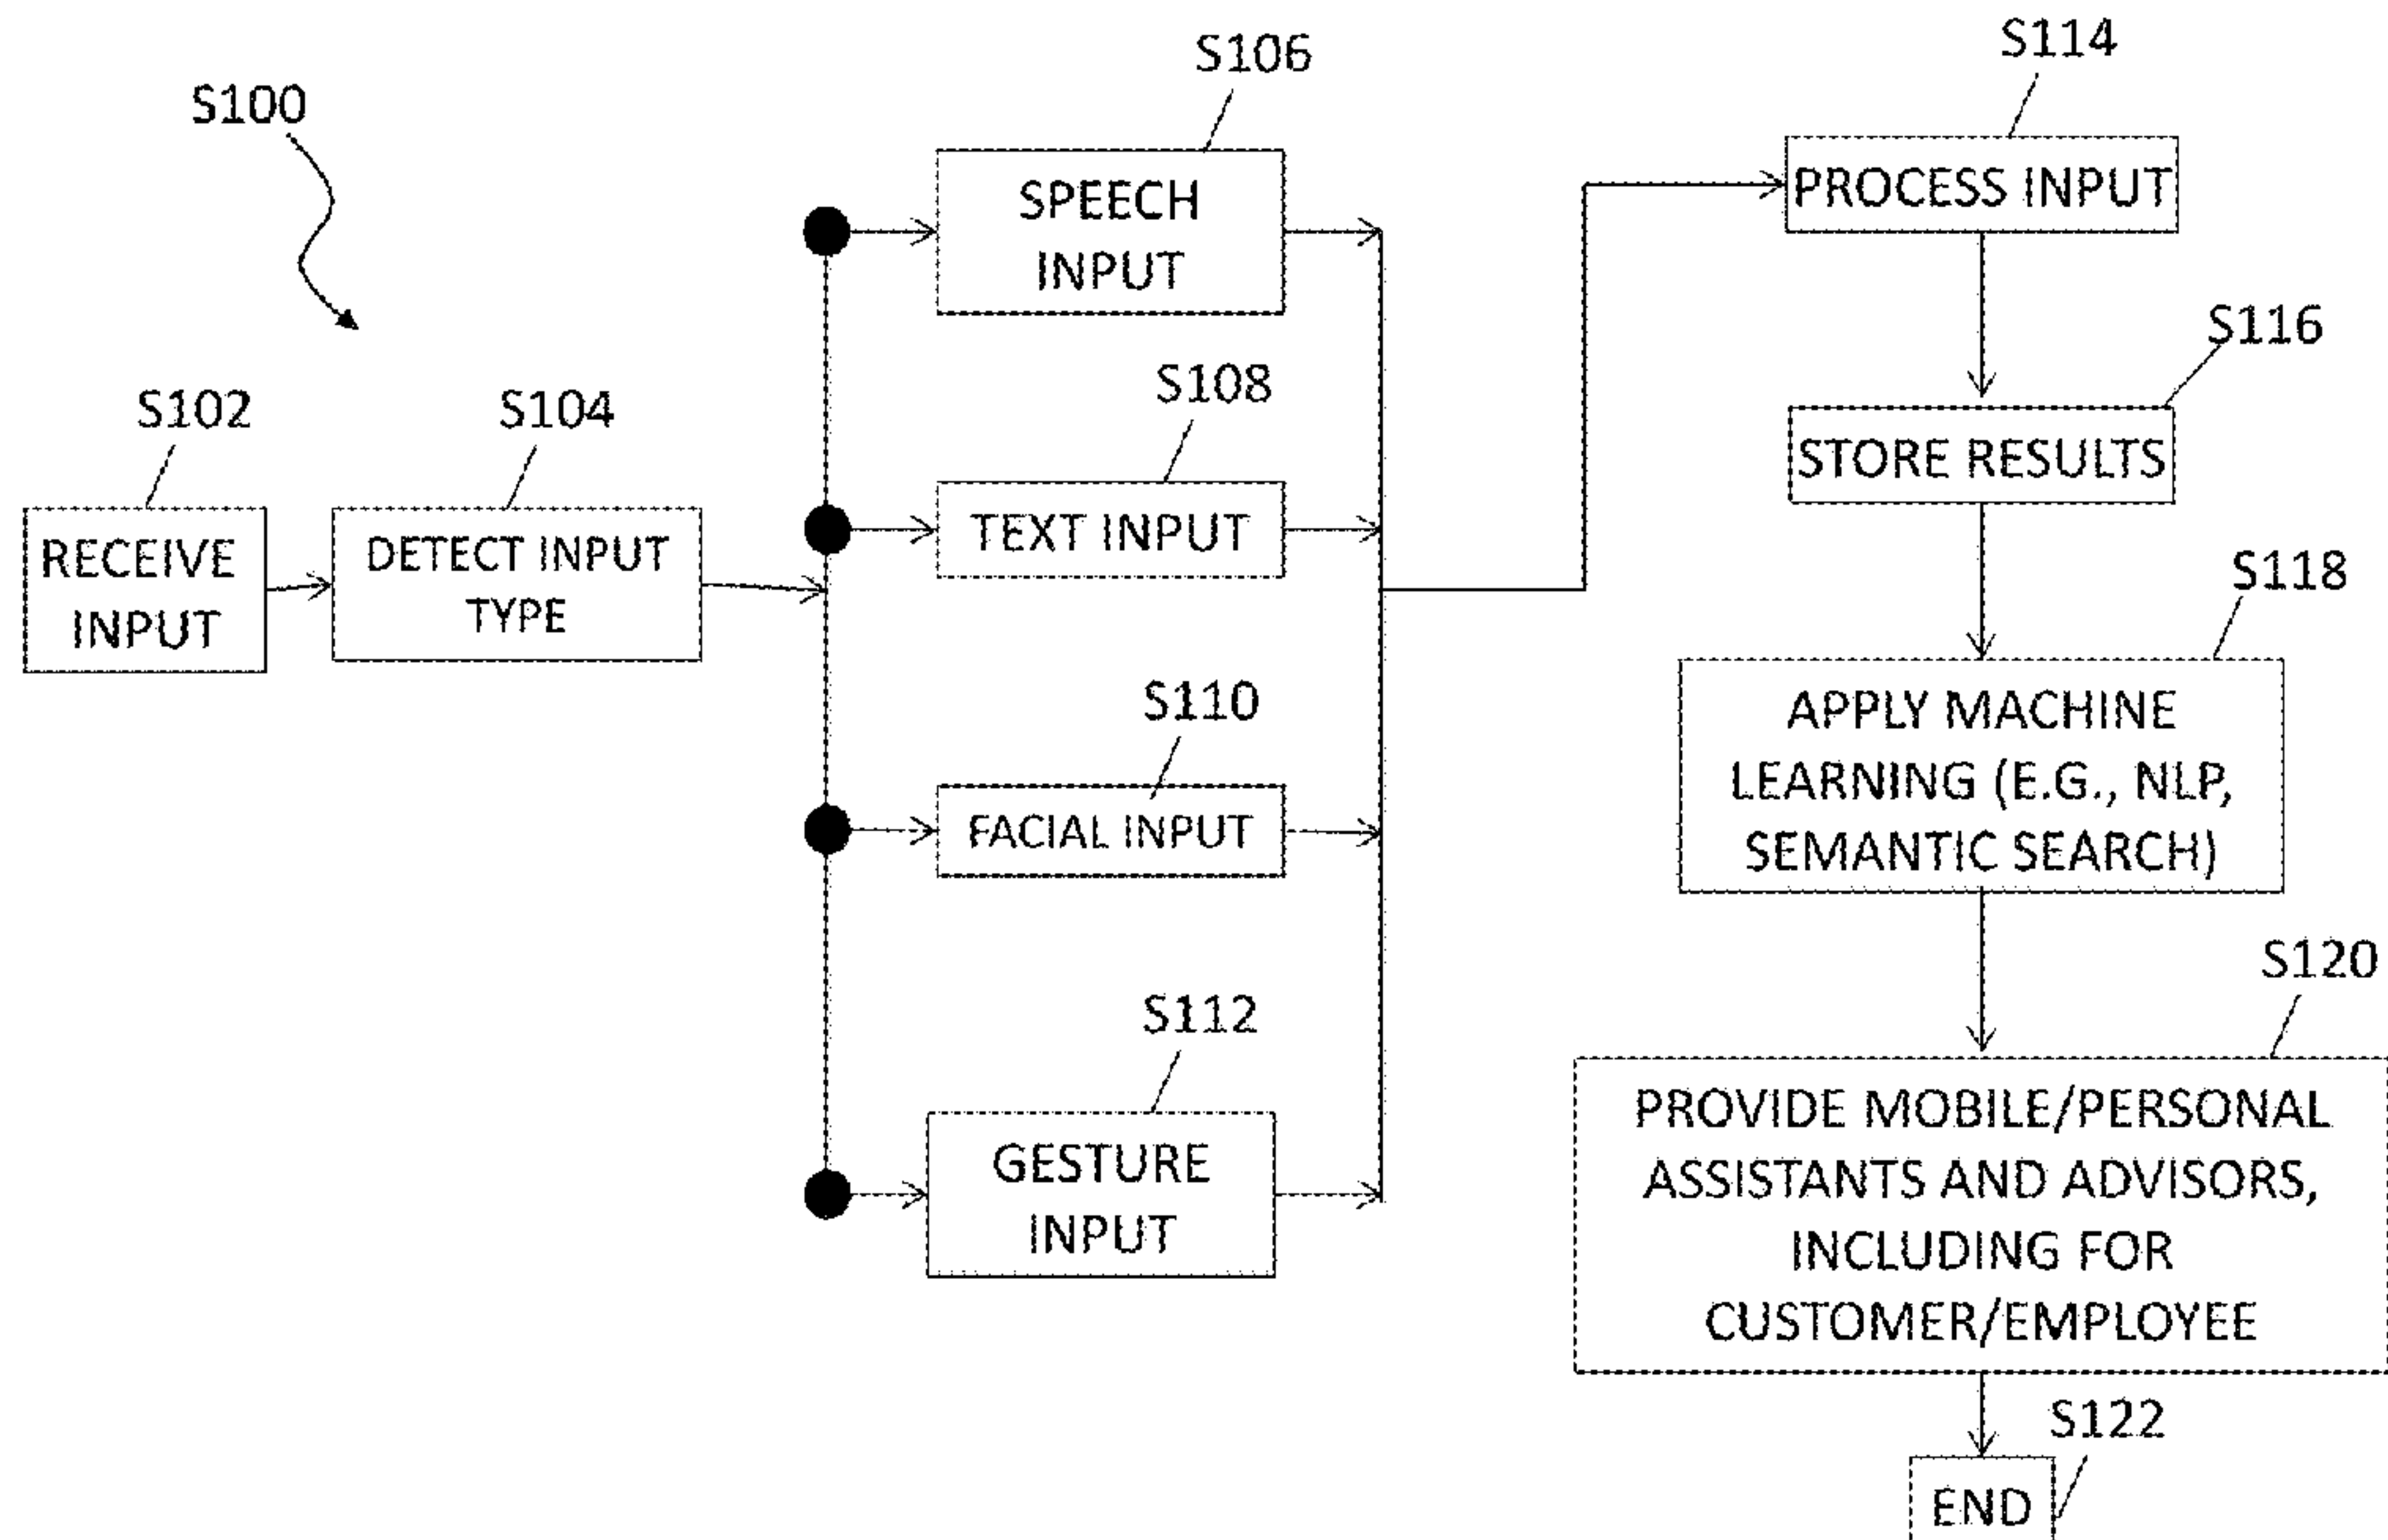 S100
S102
RECEIVE
INPUT
S104
DETECT INPUT
TYPE
S106
SPEECH
INPUT
S108
TEXT INPUT
S110
FACIAL INPUT
S112
GESTURE
INPUT
S114
PROCESS INPUT
S116
STORE RESULTS
S118
APPLY MACHINE
LEARNING (E.G., NLP,
SEMANTIC SEARCH)
S120
PROVIDE MOBILE/PERSONAL
ASSISTANTS AND ADVISORS,
INCLUDING FOR
CUSTOMER/EMPLOYEE
S122
END